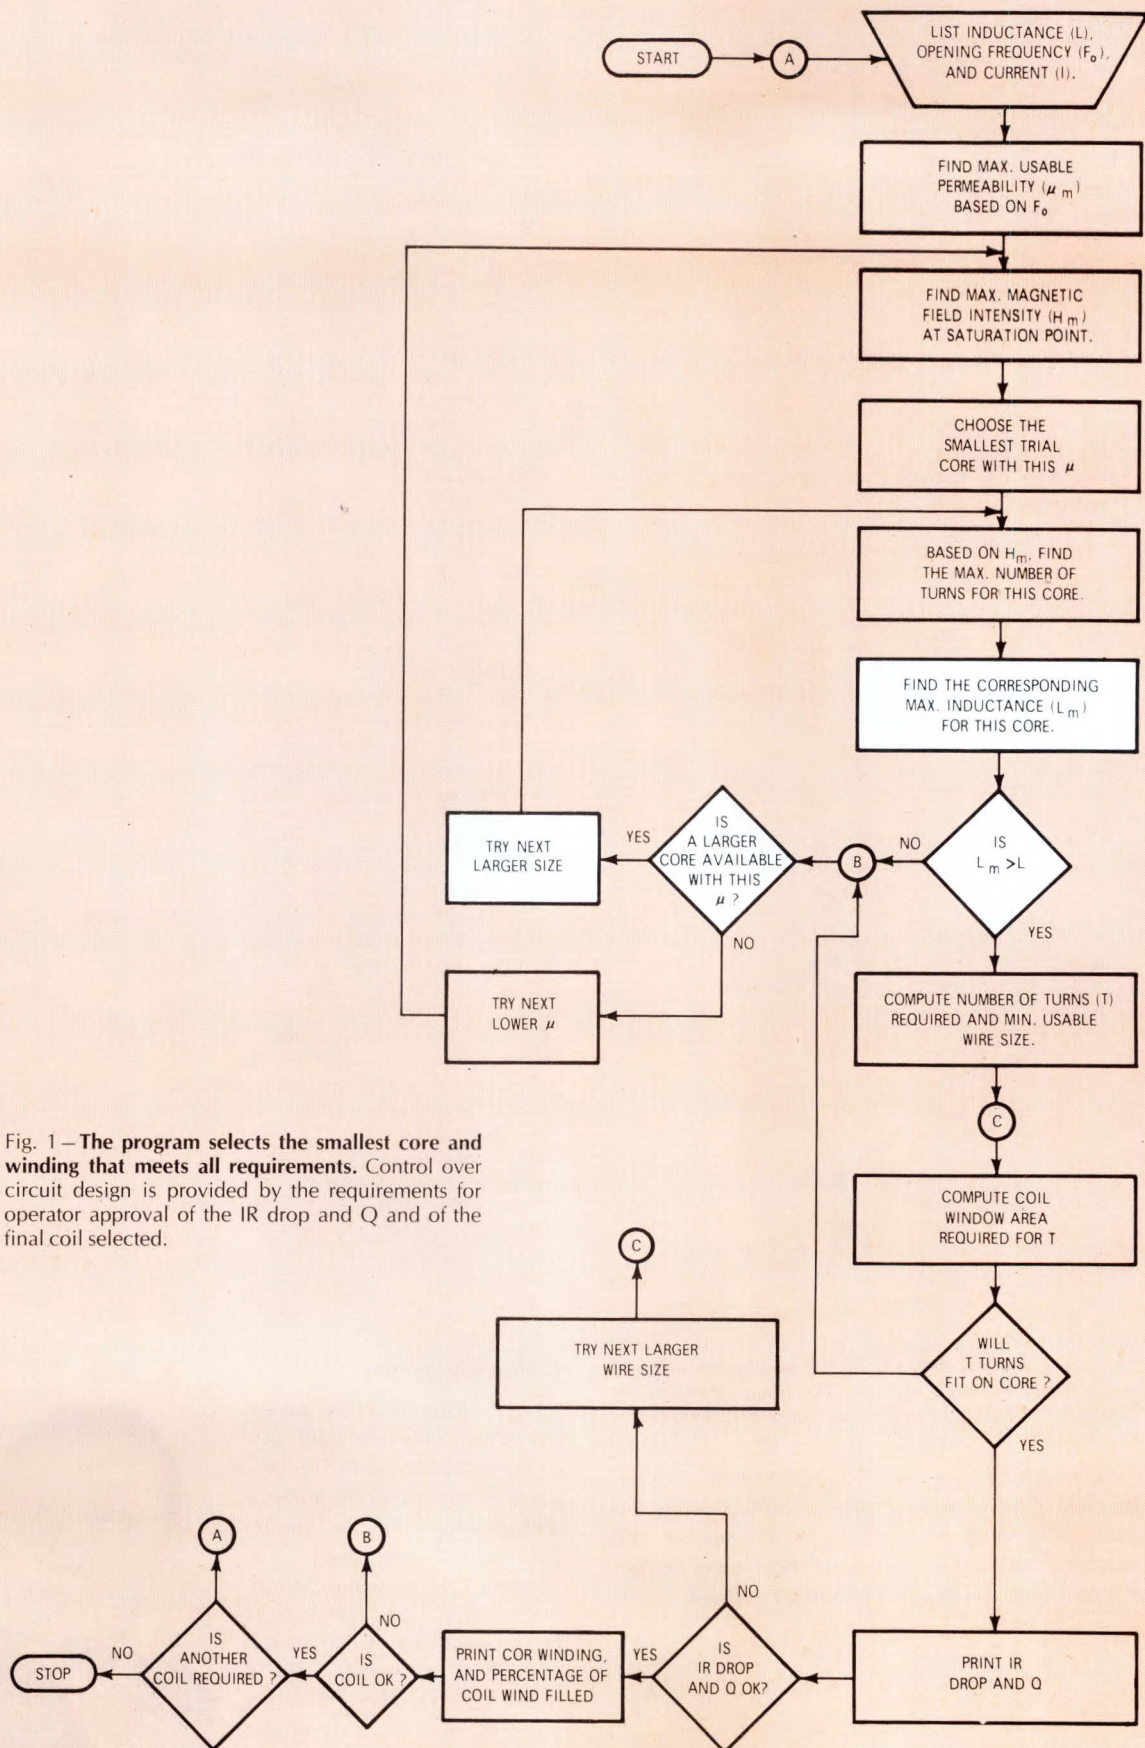 START
A
LIST INDUCTANCE (L),
OPENING FREQUENCY (Fo),
AND CURRENT (I).
FIND MAX. USABLE
PERMEABILITY (μ m)
BASED ON Fo
FIND MAX. MAGNETIC
FIELD INTENSITY (H m)
AT SATURATION POINT.
CHOOSE THE
SMALLEST TRIAL
CORE WITH THIS μ
BASED ON Hm, FIND
THE MAX. NUMBER OF
TURNS FOR THIS CORE.
FIND THE CORRESPONDING
MAX. INDUCTANCE (L m)
FOR THIS CORE.
IS
L m >L
NO
YES
B
IS
A LARGER
CORE AVAILABLE
WITH THIS
μ ?
YES
NO
TRY NEXT
LARGER SIZE
TRY NEXT
LOWER μ
COMPUTE NUMBER OF TURNS (T)
REQUIRED AND MIN. USABLE
WIRE SIZE.
C
COMPUTE COIL
WINDOW AREA
REQUIRED FOR T
WILL
T TURNS
FIT ON CORE ?
YES
Fig. 1 – The program selects the smallest core and
winding that meets all requirements. Control over
circuit design is provided by the requirements for
operator approval of the IR drop and Q and of the
final coil selected.
C
TRY NEXT LARGER
WIRE SIZE
PRINT IR
DROP AND Q
IS
IR DROP
AND Q OK?
NO
YES
PRINT COR WINDING,
AND PERCENTAGE OF
COIL WIND FILLED
B
NO
IS
COIL OK ?
YES
A
IS
ANOTHER
COIL REQUIRED ?
NO
STOP